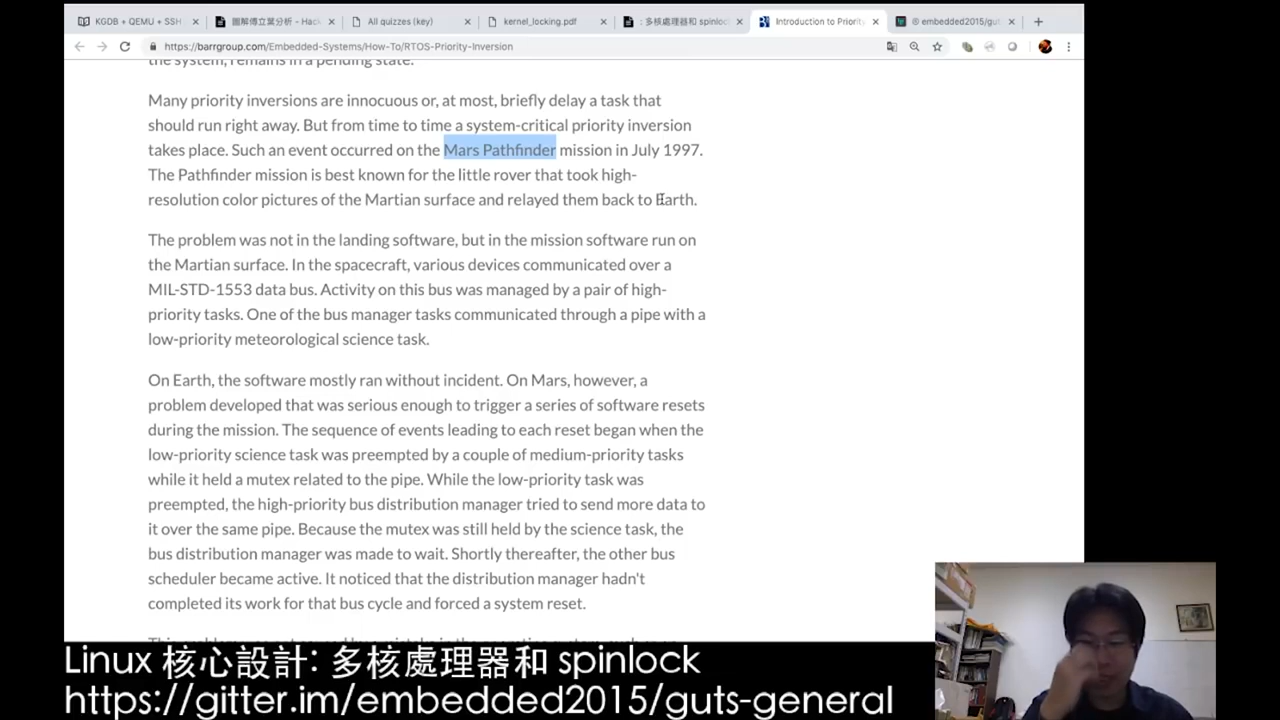 KGDB + QEMU + SSH
圖解傅立葉分析 - Hac
All quizzes (key)
kernel_locking.pdf
: 多核處理器和 spinloc
Introduction to Priorit
embedded2015/guts
https://barrgroup.com/Embedded-Systems/How-To/RTOS-Priority-Inversion
the system, remains in a pending state.
Many priority inversions are innocuous or, at most, briefly delay a task that
should run right away. But from time to time a system-critical priority inversion
takes place. Such an event occurred on the Mars Pathfinder mission in July 1997.
The Pathfinder mission is best known for the little rover that took high-
resolution color pictures of the Martian surface and relayed them back to Earth.
The problem was not in the landing software, but in the mission software run on
the Martian surface. In the spacecraft, various devices communicated over a
MIL-STD-1553 data bus. Activity on this bus was managed by a pair of high-
priority tasks. One of the bus manager tasks communicated through a pipe with a
low-priority meteorological science task.
On Earth, the software mostly ran without incident. On Mars, however, a
problem developed that was serious enough to trigger a series of software resets
during the mission. The sequence of events leading to each reset began when the
low-priority science task was preempted by a couple of medium-priority tasks
while it held a mutex related to the pipe. While the low-priority task was
preempted, the high-priority bus distribution manager tried to send more data to
it over the same pipe. Because the mutex was still held by the science task, the
bus distribution manager was made to wait. Shortly thereafter, the other bus
scheduler became active. It noticed that the distribution manager hadn't
completed its work for that bus cycle and forced a system reset.
Linux 核心設計: 多核處理器和 spinlock
https://gitter.im/embedded2015/guts-general